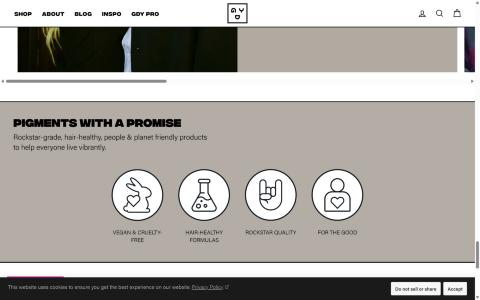 SHOP ABOUT BLOG INSPO GDY PRO
G Y D
PIGMENTS WITH A PROMISE
Rockstar-grade, hair-healthy, people & planet friendly products
to help everyone live vibrantly.
VEGAN & CRUELTY-
FREE
HAIR-HEALTHY
FORMULAS
ROCKSTAR QUALITY
FOR THE GOOD
This website uses cookies to ensure you get the best experience on our website. Privacy Policy
Do not sell or share
Accept